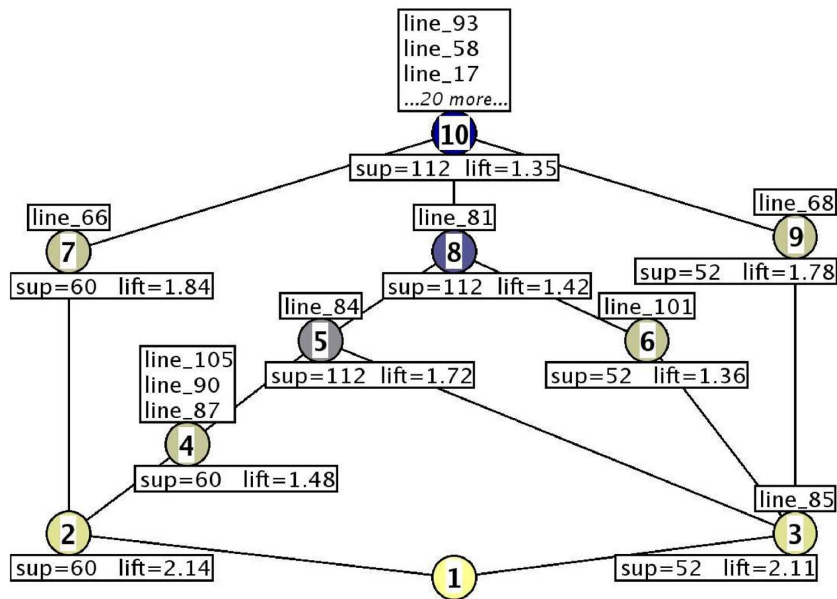 line_93
line_58
line_17
...20 more...
10
sup=112 lift=1.35
line_66
7
sup=60 lift=1.84
line_81
8
sup=112 lift=1.42
line_68
9
sup=52 lift=1.78
line_84
5
sup=112 lift=1.72
line_101
6
sup=52 lift=1.36
line_105
line_90
line_87
4
sup=60 lift=1.48
2
sup=60 lift=2.14
1
line_85
3
sup=52 lift=2.11